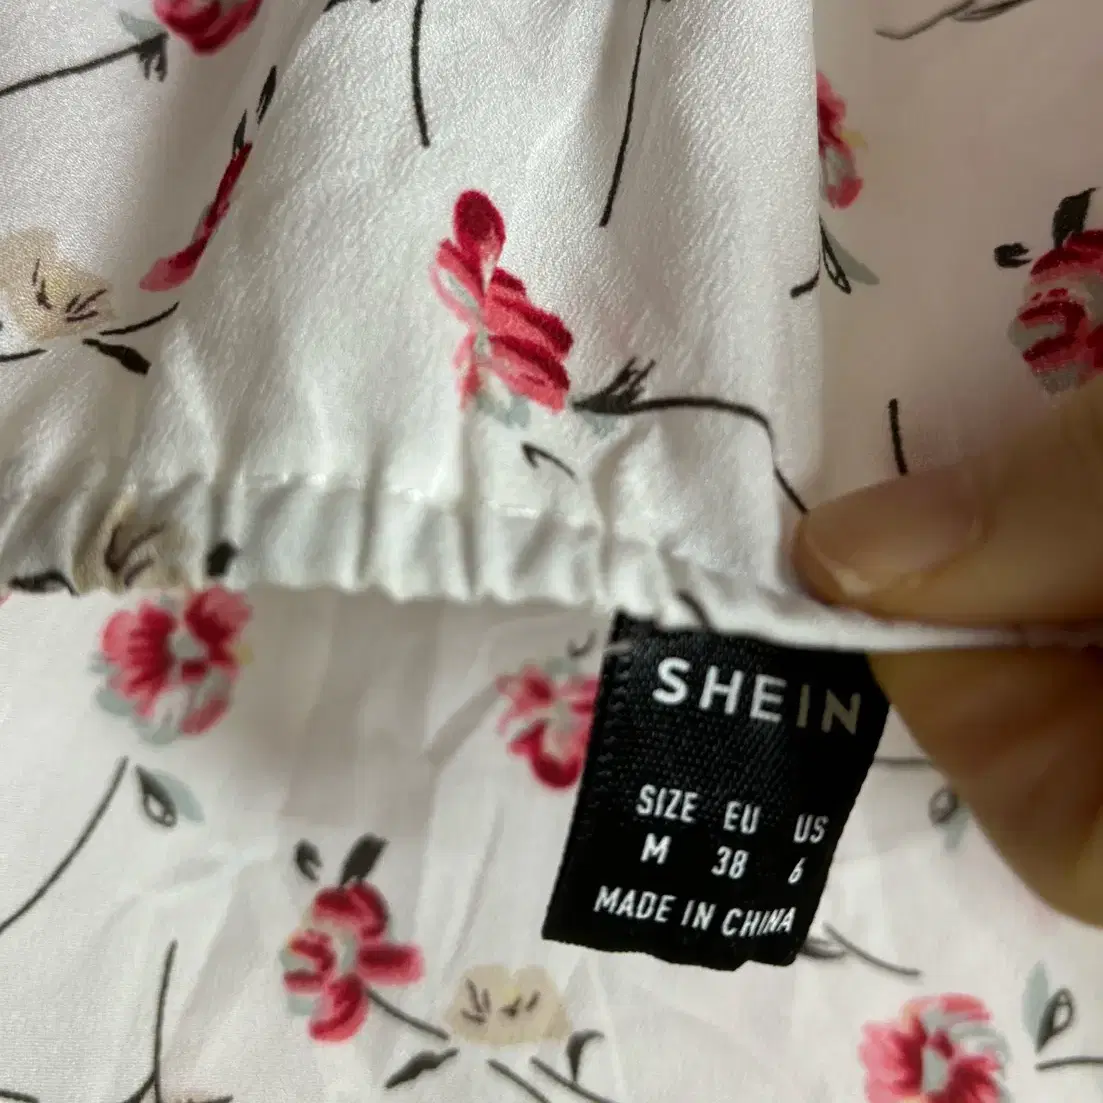 SHEIN
SIZE EU US
M 38 6
MADE IN CHINA